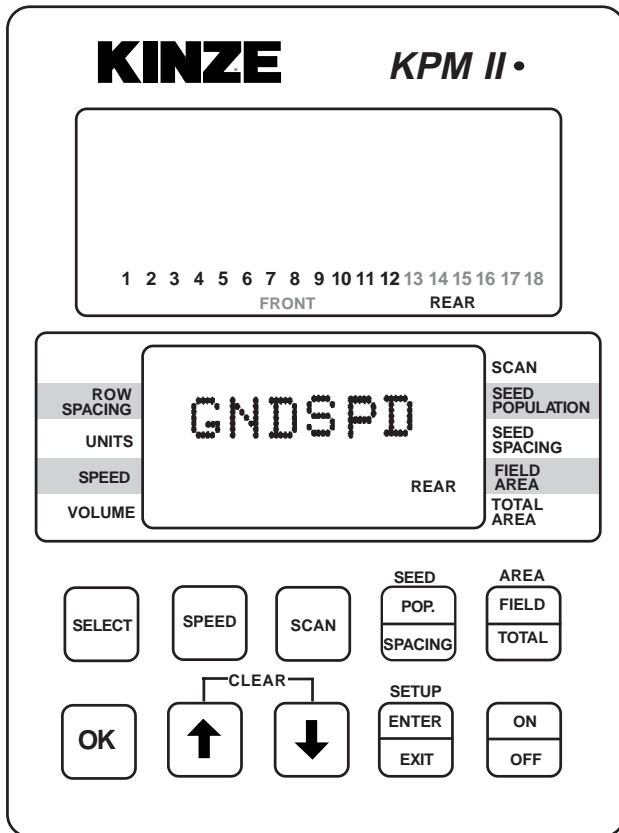 KINZE KPM II •
1 2 3 4 5 6 7 8 9 10 11 12 13 14 15 16 17 18
FRONT REAR
ROW
SPACING
UNITS
SPEED
VOLUME
GNDSPD
REAR
SCAN
SEED
POPULATION
SEED
SPACING
FIELD
AREA
TOTAL
AREA
SELECT
SPEED
SCAN
SEED
POP.
SPACING
AREA
FIELD
TOTAL
CLEAR
OK
SETUP
ENTER
EXIT
ON
OFF